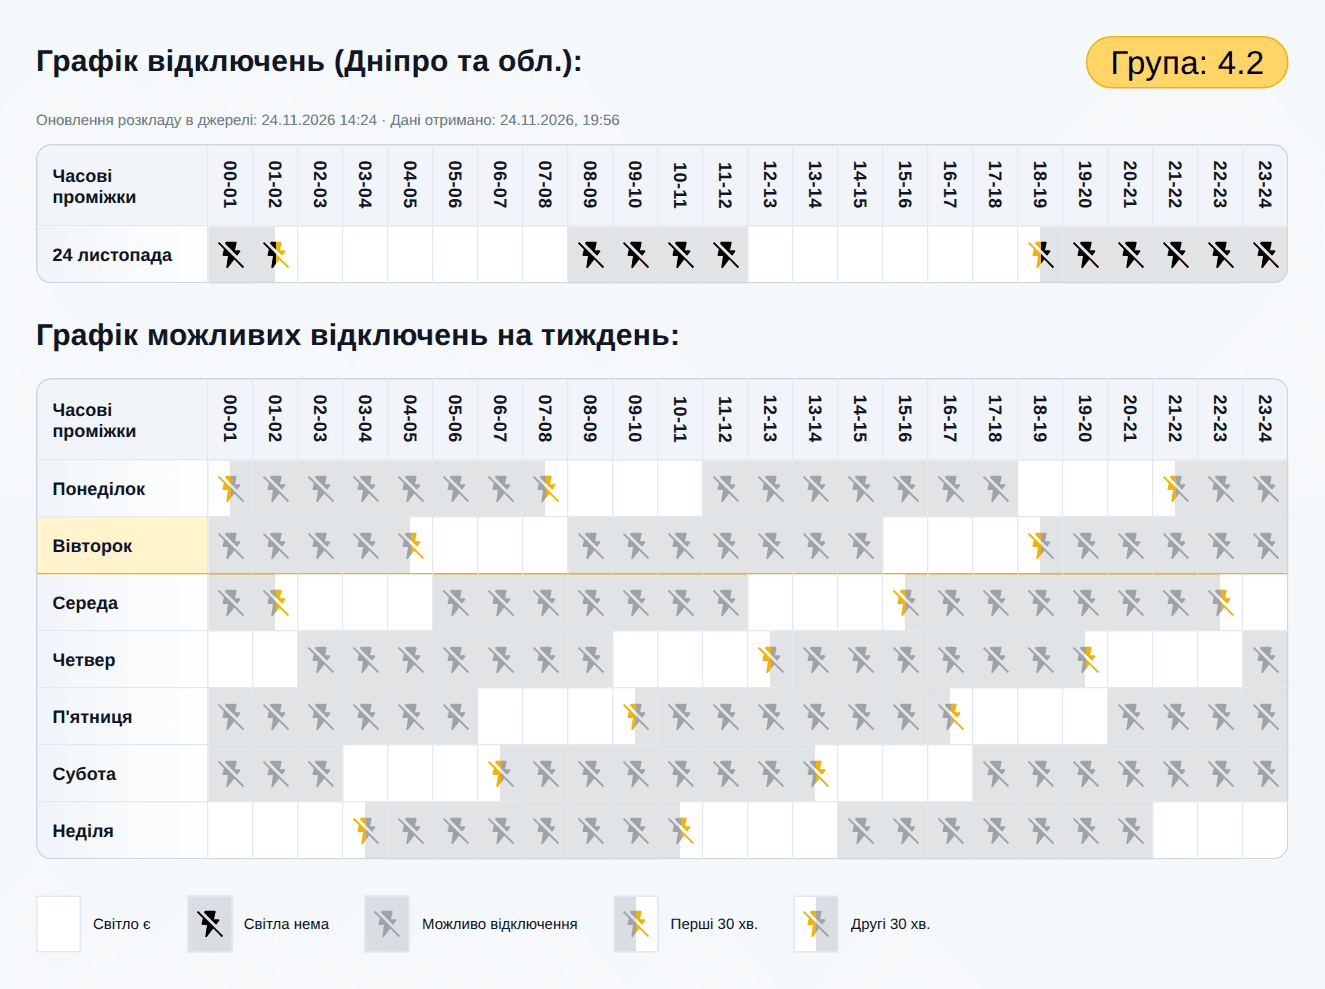 Графік відключень (Дніпро та обл.):
Група: 4.2
Оновлення розкладу в джерелі: 24.11.2026 14:24 · Дані отримано: 24.11.2026, 19:56
Часові проміжки 00-01 01-02 02-03 03-04 04-05 05-06 06-07 07-08 08-09 09-10 10-11 11-12 12-13 13-14 14-15 15-16 16-17 17-18 18-19 19-20 20-21 21-22 22-23 23-24
24 листопада
Графік можливих відключень на тиждень:
Часові проміжки 00-01 01-02 02-03 03-04 04-05 05-06 06-07 07-08 08-09 09-10 10-11 11-12 12-13 13-14 14-15 15-16 16-17 17-18 18-19 19-20 20-21 21-22 22-23 23-24
Понеділок
Вівторок
Середа
Четвер
П'ятниця
Субота
Неділя
Світло є Світла нема Можливо відключення Перші 30 хв. Другі 30 хв.